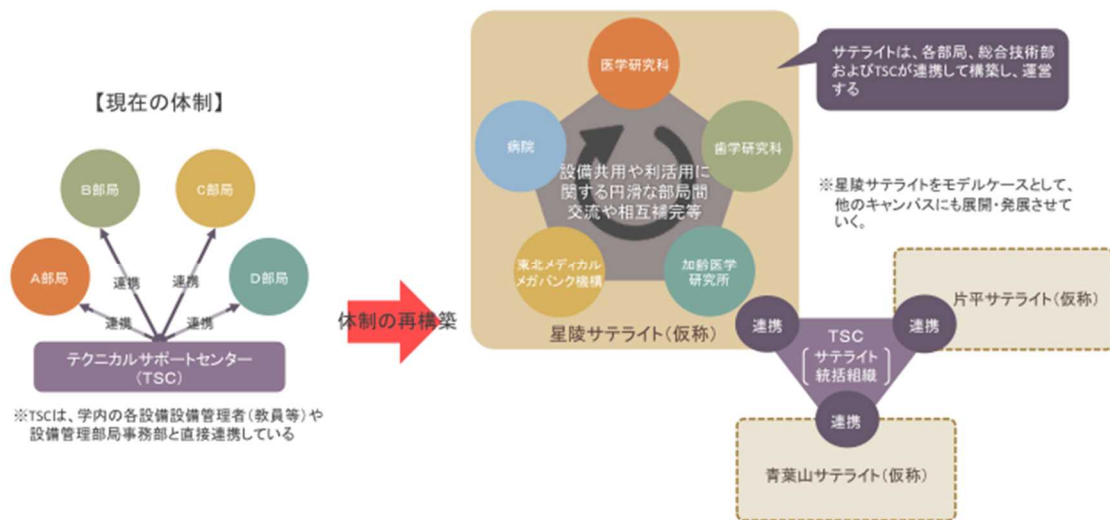 【現在の体制】
B部局
C部局
A部局
D部局
連携
連携
連携
連携
テクニカルサポートセンター
(TSC)
※TSCは、学内の各設備設備管理者(教員等)や
設備管理部局事務部と直接連携している
体制の再構築
医学研究科
病院
歯学研究科
設備共用や利活用に
関する円滑な部局間
交流や相互補完等
東北メディカル
メガバンク機構
加齢医学
研究所
星陵サテライト(仮称)
サテライトは、各部局、総合技術部
およびTSCが連携して構築し、運営
する
※星陵サテライトをモデルケースとして、
他のキャンパスにも展開・発展させて
いく。
片平サテライト(仮称)
連携
連携
TSC
サテライト
統括組織
連携
青葉山サテライト(仮称)